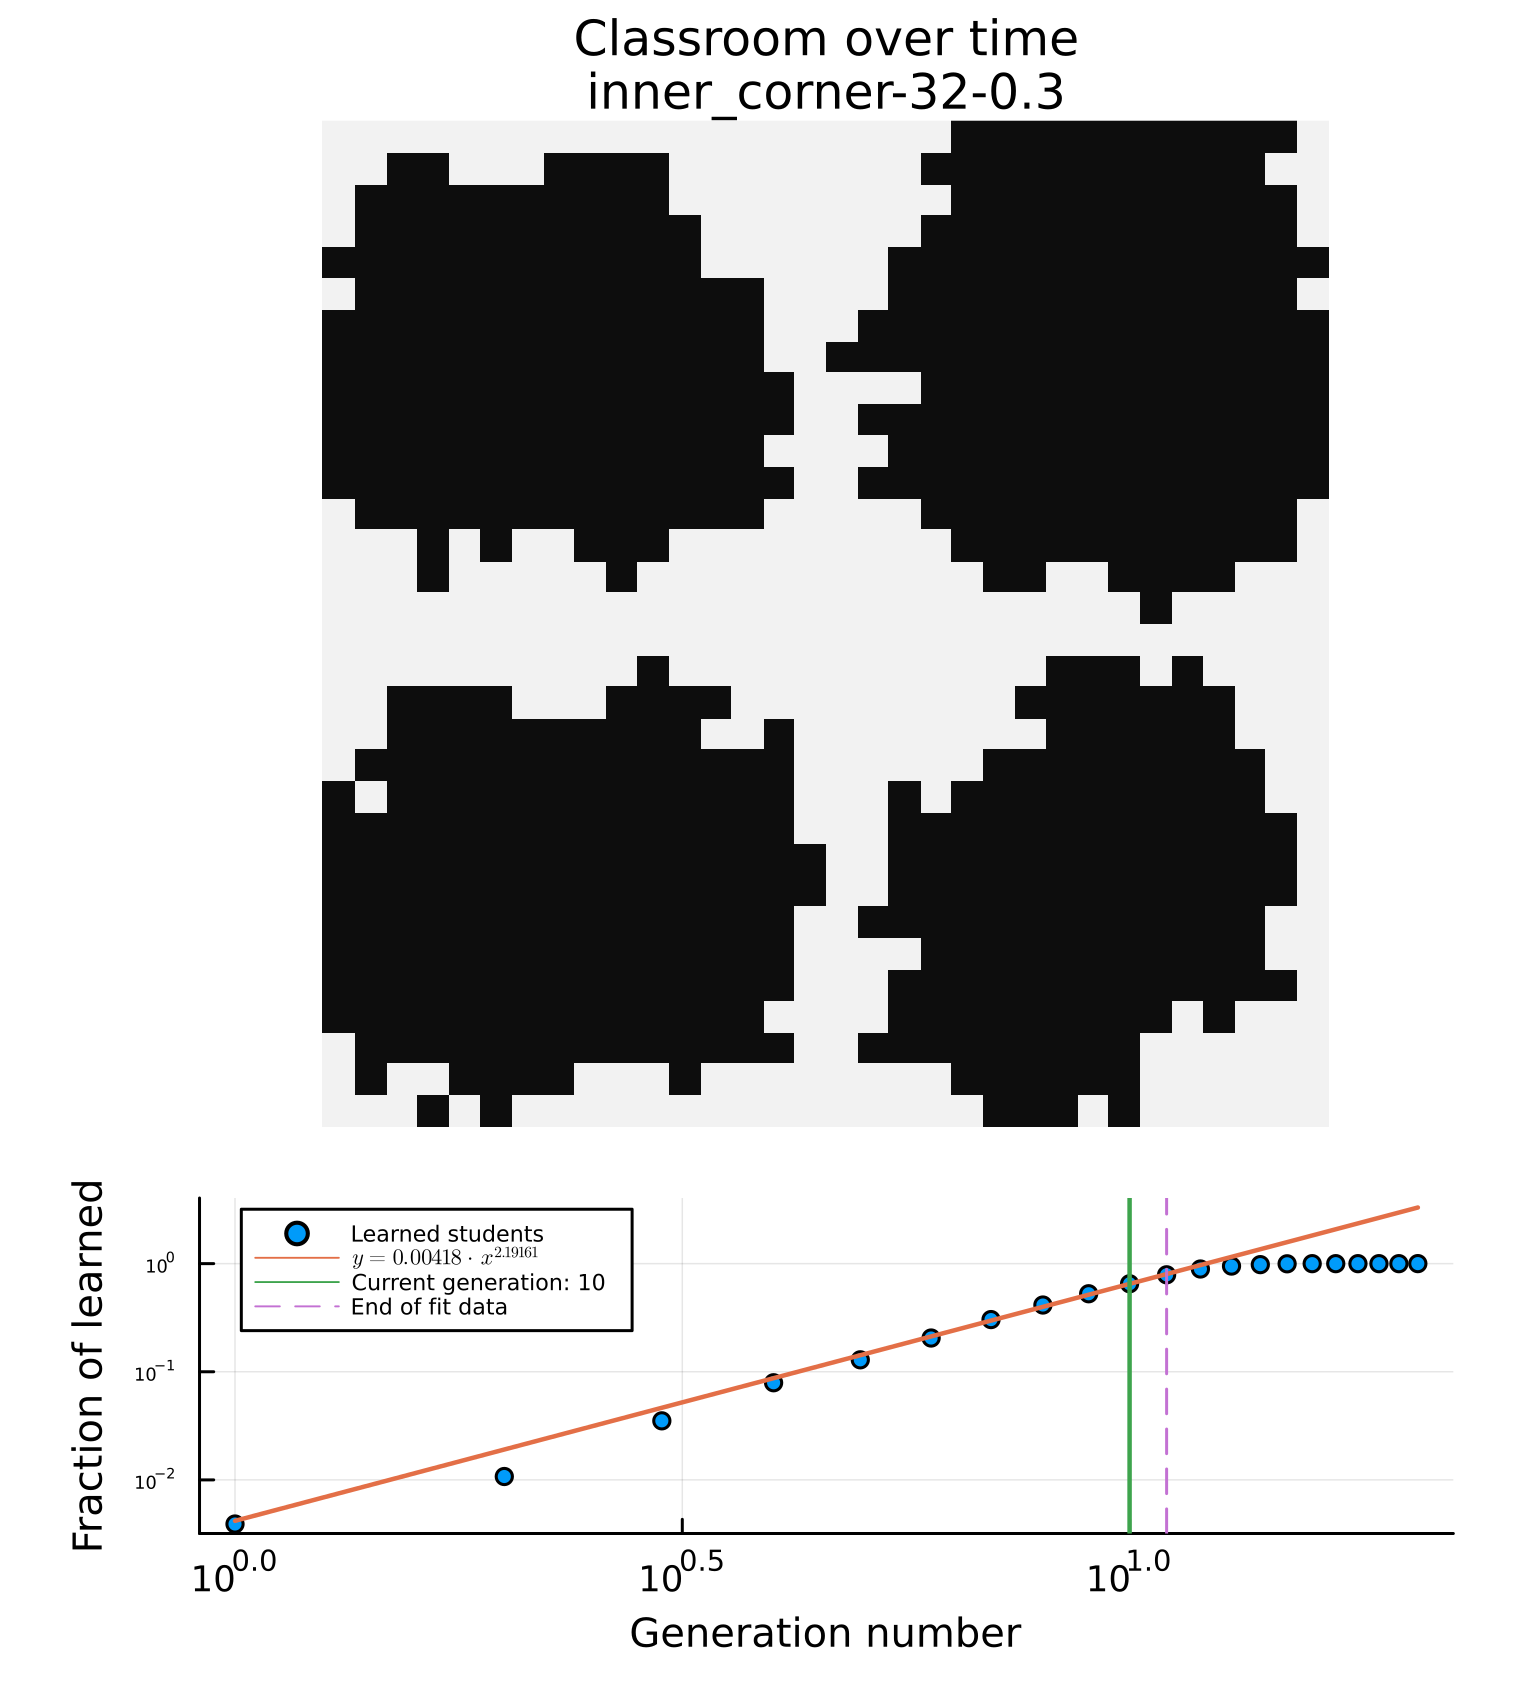 Classroom over time
inner_corner-32-0.3
Fraction of learned
Learned students
y = 0.00418 · x^2.19161
Current generation: 10
End of fit data
10^0
10^-1
10^-2
10^0.0
10^0.5
10^1.0
Generation number